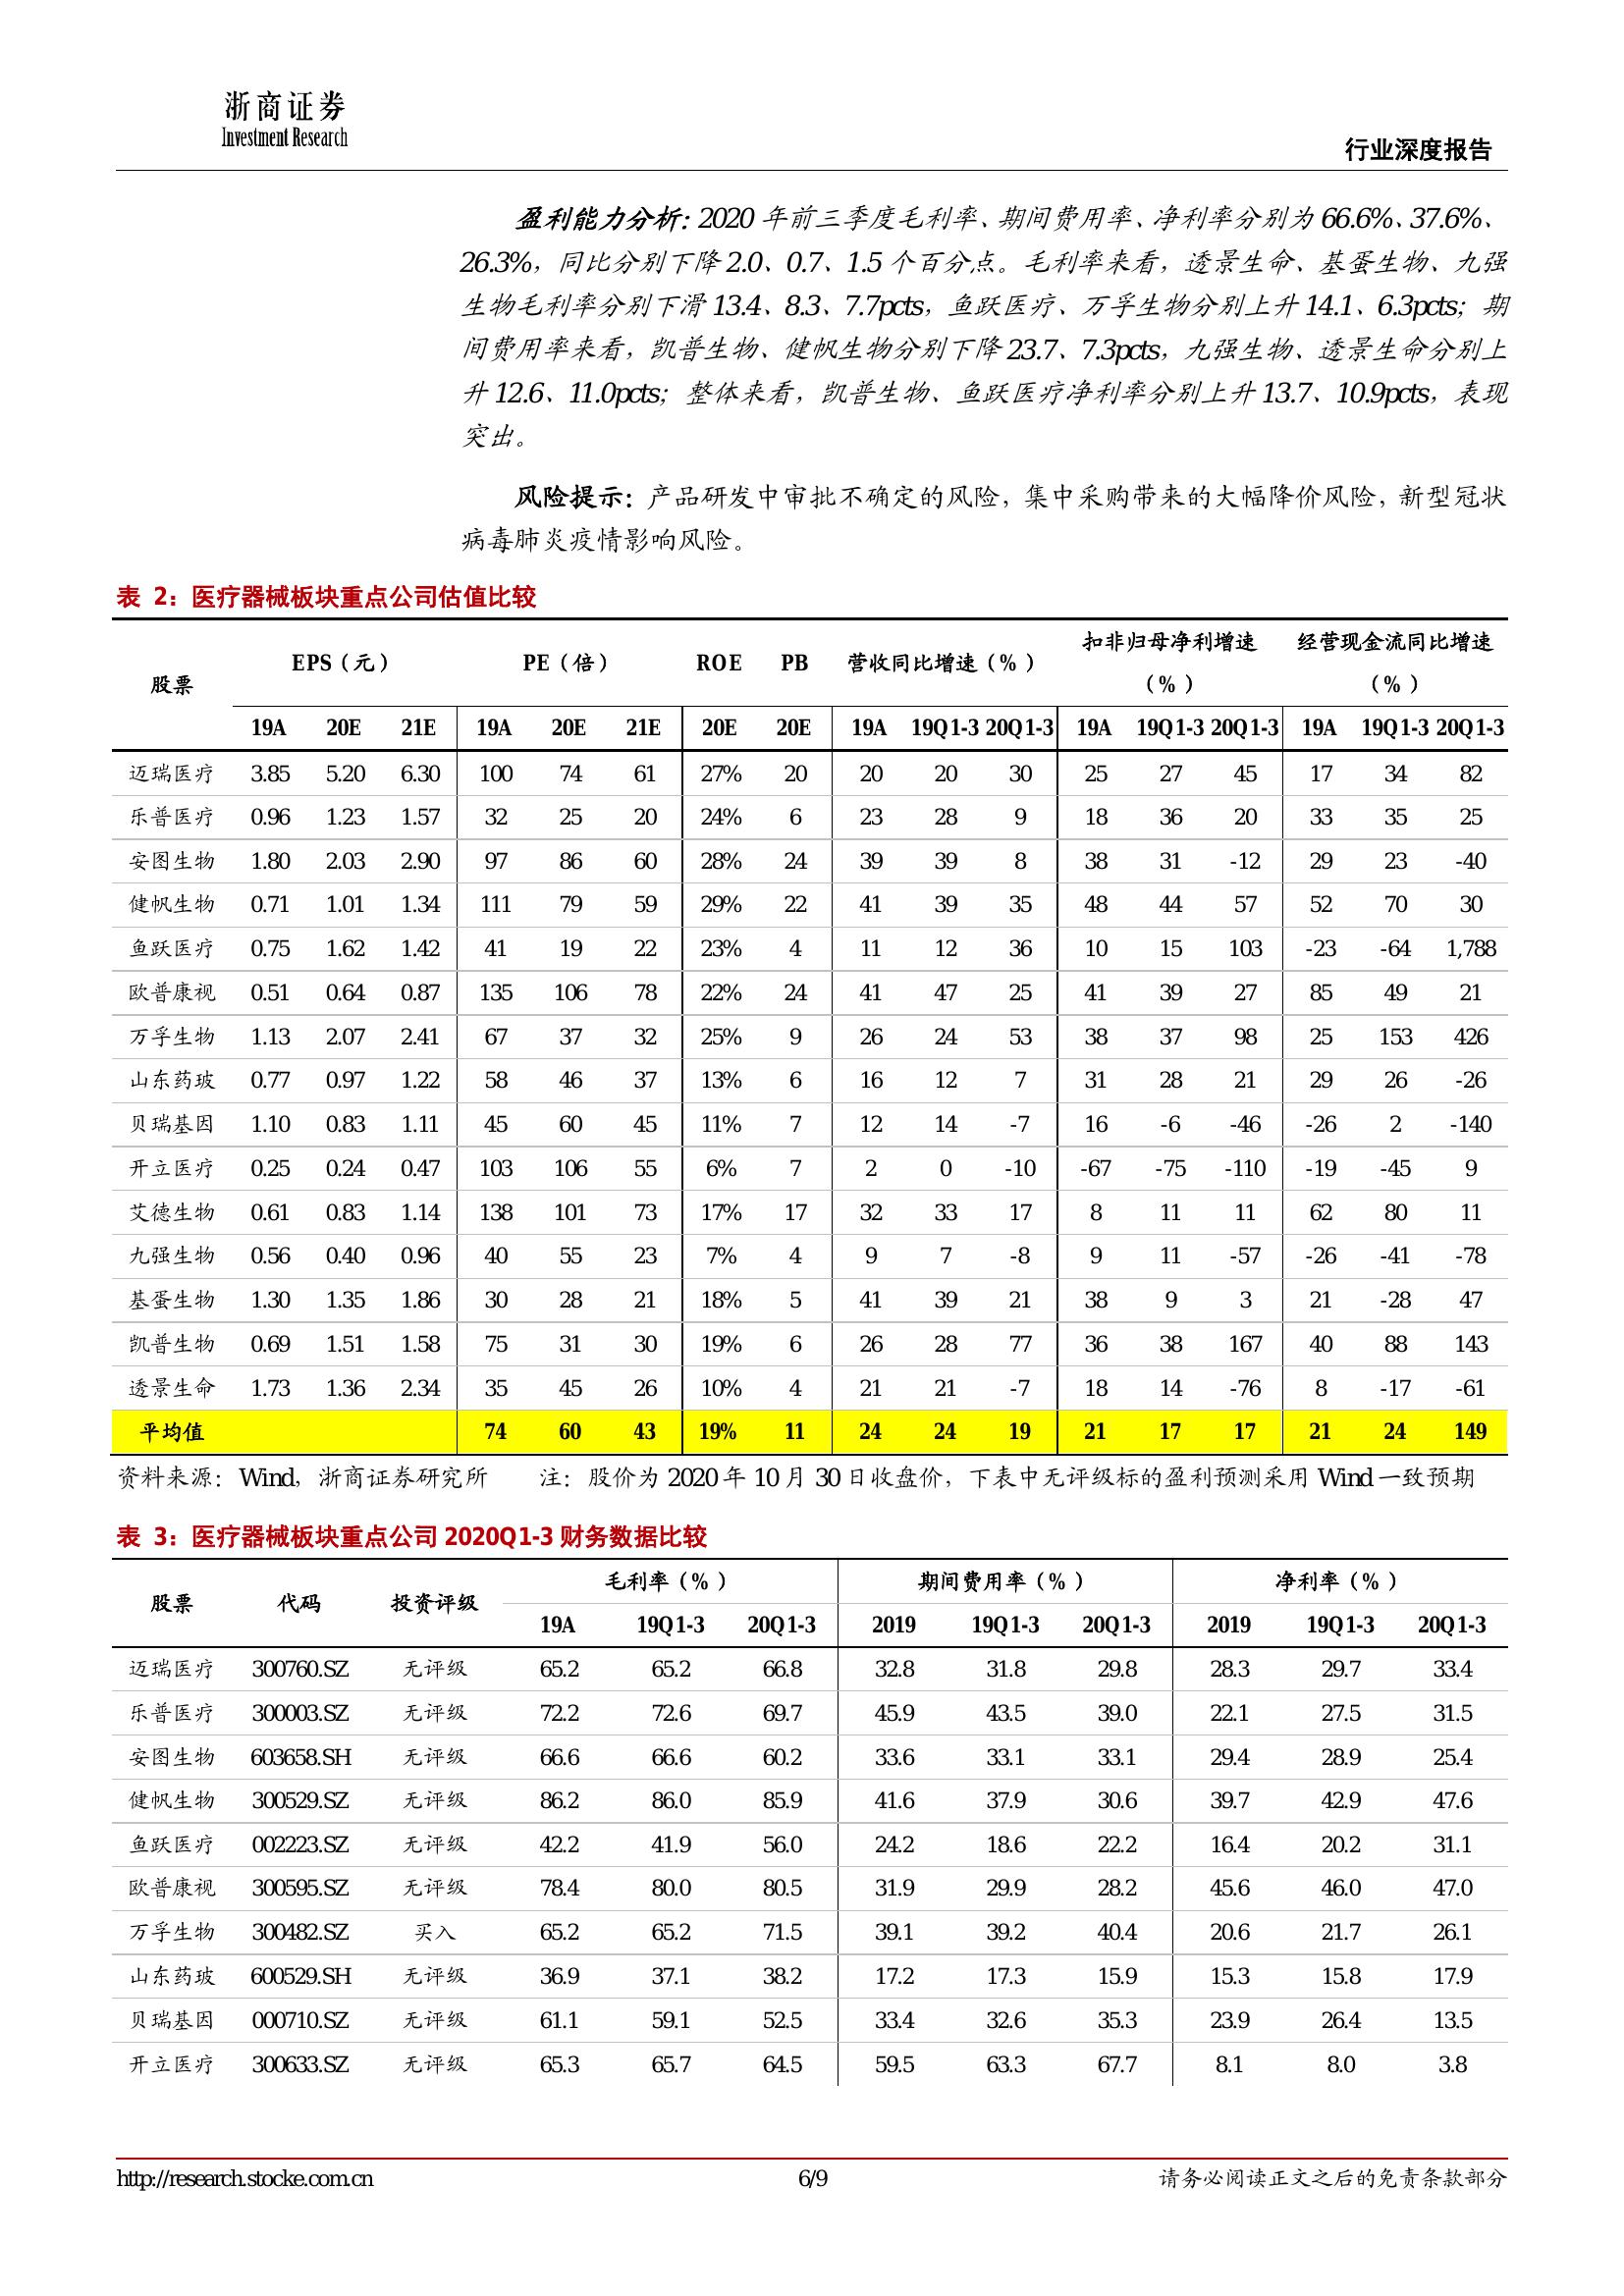 浙商证券
Investment Research
行业深度报告
盈利能力分析：2020 年前三季度毛利率、期间费用率、净利率分别为 66.6%、37.6%、
26.3%，同比分别下降 2.0、0.7、1.5 个百分点。毛利率来看，透景生命、基蛋生物、九强
生物毛利率分别下滑 13.4、8.3、7.7pcts，鱼跃医疗、万孚生物分别上升 14.1、6.3pcts；期
间费用率来看，凯普生物、健帆生物分别下降 23.7、7.3pcts，九强生物、透景生命分别上
升 12.6、11.0pcts；整体来看，凯普生物、鱼跃医疗净利率分别上升 13.7、10.9pcts，表现
突出。
风险提示：产品研发中审批不确定的风险，集中采购带来的大幅降价风险，新型冠状
病毒肺炎疫情影响风险。
表 2：医疗器械板块重点公司估值比较
股票 EPS（元） PE（倍） ROE PB 营收同比增速（%） 扣非归母净利增速（%） 经营现金流同比增速（%）
19A 20E 21E 19A 20E 21E 20E 20E 19A 19Q1-3 20Q1-3 19A 19Q1-3 20Q1-3 19A 19Q1-3 20Q1-3
迈瑞医疗 3.85 5.20 6.30 100 74 61 27% 20 20 20 30 25 27 45 17 34 82
乐普医疗 0.96 1.23 1.57 32 25 20 24% 6 23 28 9 18 36 20 33 35 25
安图生物 1.80 2.03 2.90 97 86 60 28% 24 39 39 8 38 31 -12 29 23 -40
健帆生物 0.71 1.01 1.34 111 79 59 29% 22 41 39 35 48 44 57 52 70 30
鱼跃医疗 0.75 1.62 1.42 41 19 22 23% 4 11 12 36 10 15 103 -23 -64 1,788
欧普康视 0.51 0.64 0.87 135 106 78 22% 24 41 47 25 41 39 27 85 49 21
万孚生物 1.13 2.07 2.41 67 37 32 25% 9 26 24 53 38 37 98 25 153 426
山东药玻 0.77 0.97 1.22 58 46 37 13% 6 16 12 7 31 28 21 29 26 -26
贝瑞基因 1.10 0.83 1.11 45 60 45 11% 7 12 14 -7 16 -6 -46 -26 2 -140
开立医疗 0.25 0.24 0.47 103 106 55 6% 7 2 0 -10 -67 -75 -110 -19 -45 9
艾德生物 0.61 0.83 1.14 138 101 73 17% 17 32 33 17 8 11 11 62 80 11
九强生物 0.56 0.40 0.96 40 55 23 7% 4 9 7 -8 9 11 -57 -26 -41 -78
基蛋生物 1.30 1.35 1.86 30 28 21 18% 5 41 39 21 38 9 3 21 -28 47
凯普生物 0.69 1.51 1.58 75 31 30 19% 6 26 28 77 36 38 167 40 88 143
透景生命 1.73 1.36 2.34 35 45 26 10% 4 21 21 -7 18 14 -76 8 -17 -61
平均值 74 60 43 19% 11 24 24 19 21 17 17 21 24 149
资料来源：Wind，浙商证券研究所 注：股价为 2020 年 10 月 30 日收盘价，下表中无评级标的盈利预测采用 Wind 一致预期
表 3：医疗器械板块重点公司 2020Q1-3 财务数据比较
股票 代码 投资评级 毛利率（%） 期间费用率（%） 净利率（%）
19A 19Q1-3 20Q1-3 2019 19Q1-3 20Q1-3 2019 19Q1-3 20Q1-3
迈瑞医疗 300760.SZ 无评级 65.2 65.2 66.8 32.8 31.8 29.8 28.3 29.7 33.4
乐普医疗 300003.SZ 无评级 72.2 72.6 69.7 45.9 43.5 39.0 22.1 27.5 31.5
安图生物 603658.SH 无评级 66.6 66.6 60.2 33.6 33.1 33.1 29.4 28.9 25.4
健帆生物 300529.SZ 无评级 86.2 86.0 85.9 41.6 37.9 30.6 39.7 42.9 47.6
鱼跃医疗 002223.SZ 无评级 42.2 41.9 56.0 24.2 18.6 22.2 16.4 20.2 31.1
欧普康视 300595.SZ 无评级 78.4 80.0 80.5 31.9 29.9 28.2 45.6 46.0 47.0
万孚生物 300482.SZ 买入 65.2 65.2 71.5 39.1 39.2 40.4 20.6 21.7 26.1
山东药玻 600529.SH 无评级 36.9 37.1 38.2 17.2 17.3 15.9 15.3 15.8 17.9
贝瑞基因 000710.SZ 无评级 61.1 59.1 52.5 33.4 32.6 35.3 23.9 26.4 13.5
开立医疗 300633.SZ 无评级 65.3 65.7 64.5 59.5 63.3 67.7 8.1 8.0 3.8
http://research.stocke.com.cn 6/9 请务必阅读正文之后的免责条款部分